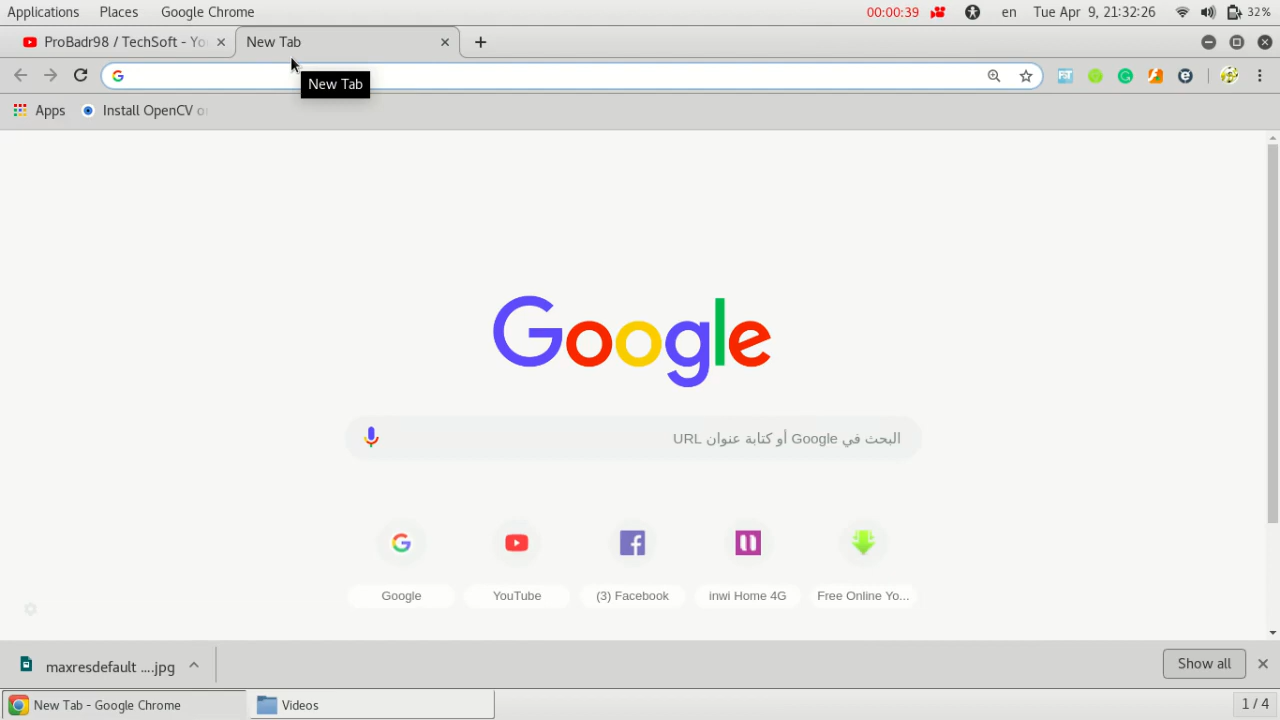 Applications Places Google Chrome 00:00:39 en Tue Apr 9, 21:32:26 32%
ProBadr98 / TechSoft - Yo New Tab
New Tab
Apps Install OpenCV o
Google
البحث في Google أو كتابة عنوان URL
Google YouTube (3) Facebook inwi Home 4G Free Online Yo...
maxresdefault ....jpg Show all
New Tab - Google Chrome Videos 1 / 4